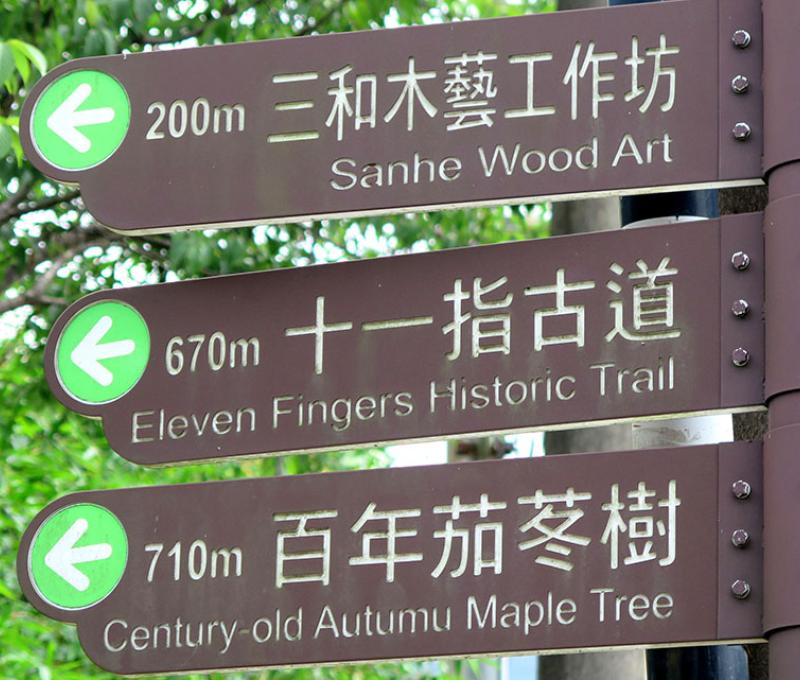 200m 三和木藝工作坊
Sanhe Wood Art
670m 十一指古道
Eleven Fingers Historic Trail
710m 百年茄苳樹
Century-old Autumu Maple Tree